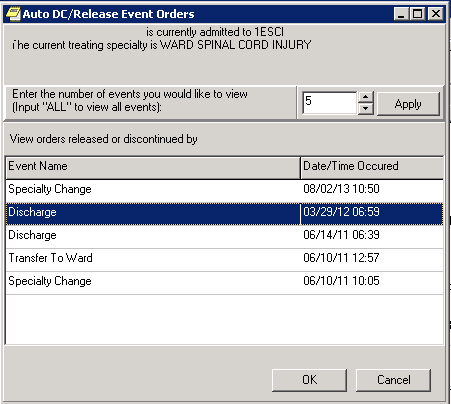 Auto DC/Release Event Orders
is currently admitted to 1ESCI
The current treating specialty is WARD SPINAL CORD INJURY
Enter the number of events you would like to view
(Input "ALL" to view all events):
5
Apply
View orders released or discontinued by
Event Name Date/Time Occured
Specialty Change 08/02/13 10:50
Discharge 03/29/12 06:59
Discharge 06/14/11 06:39
Transfer To Ward 06/10/11 12:57
Specialty Change 06/10/11 10:05
OK Cancel